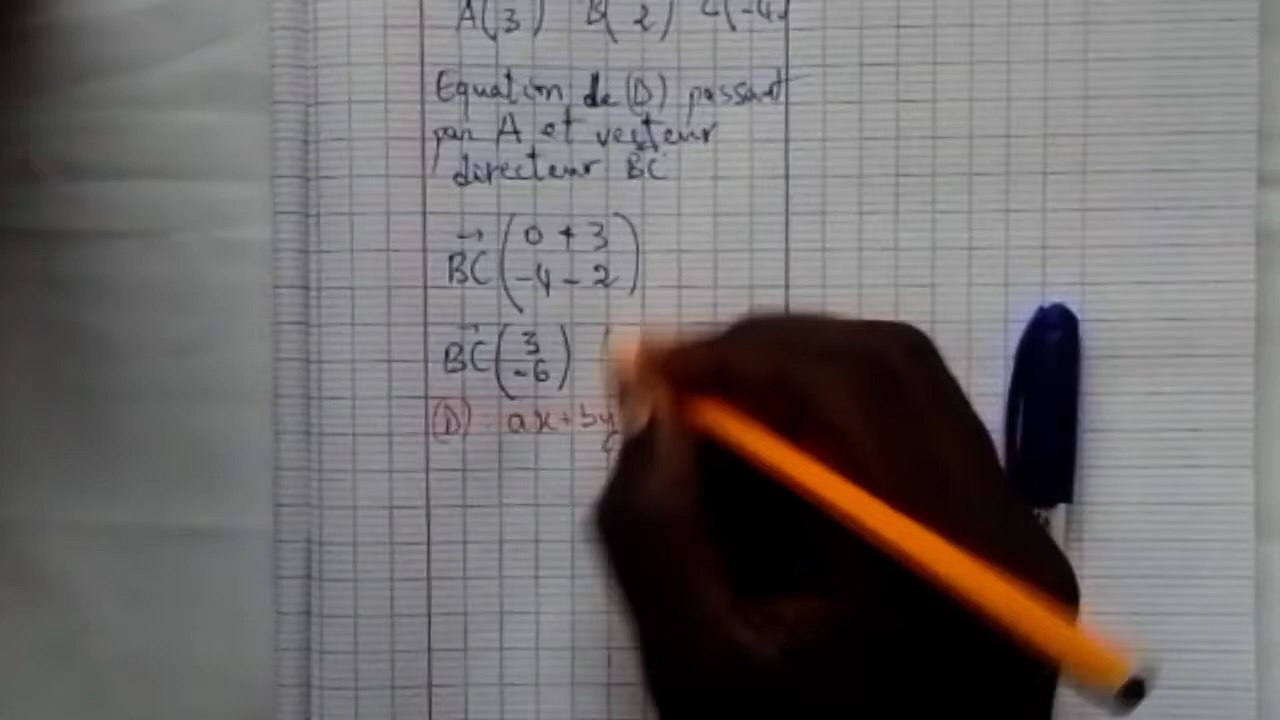 A( 3 ) B( 2 ) C( -4
Equation de (D) passant
par A et vecteur
directeur BC
BC ( 0 + 3
-4 - 2 )
BC ( 3
-6 )
(D) ax + by